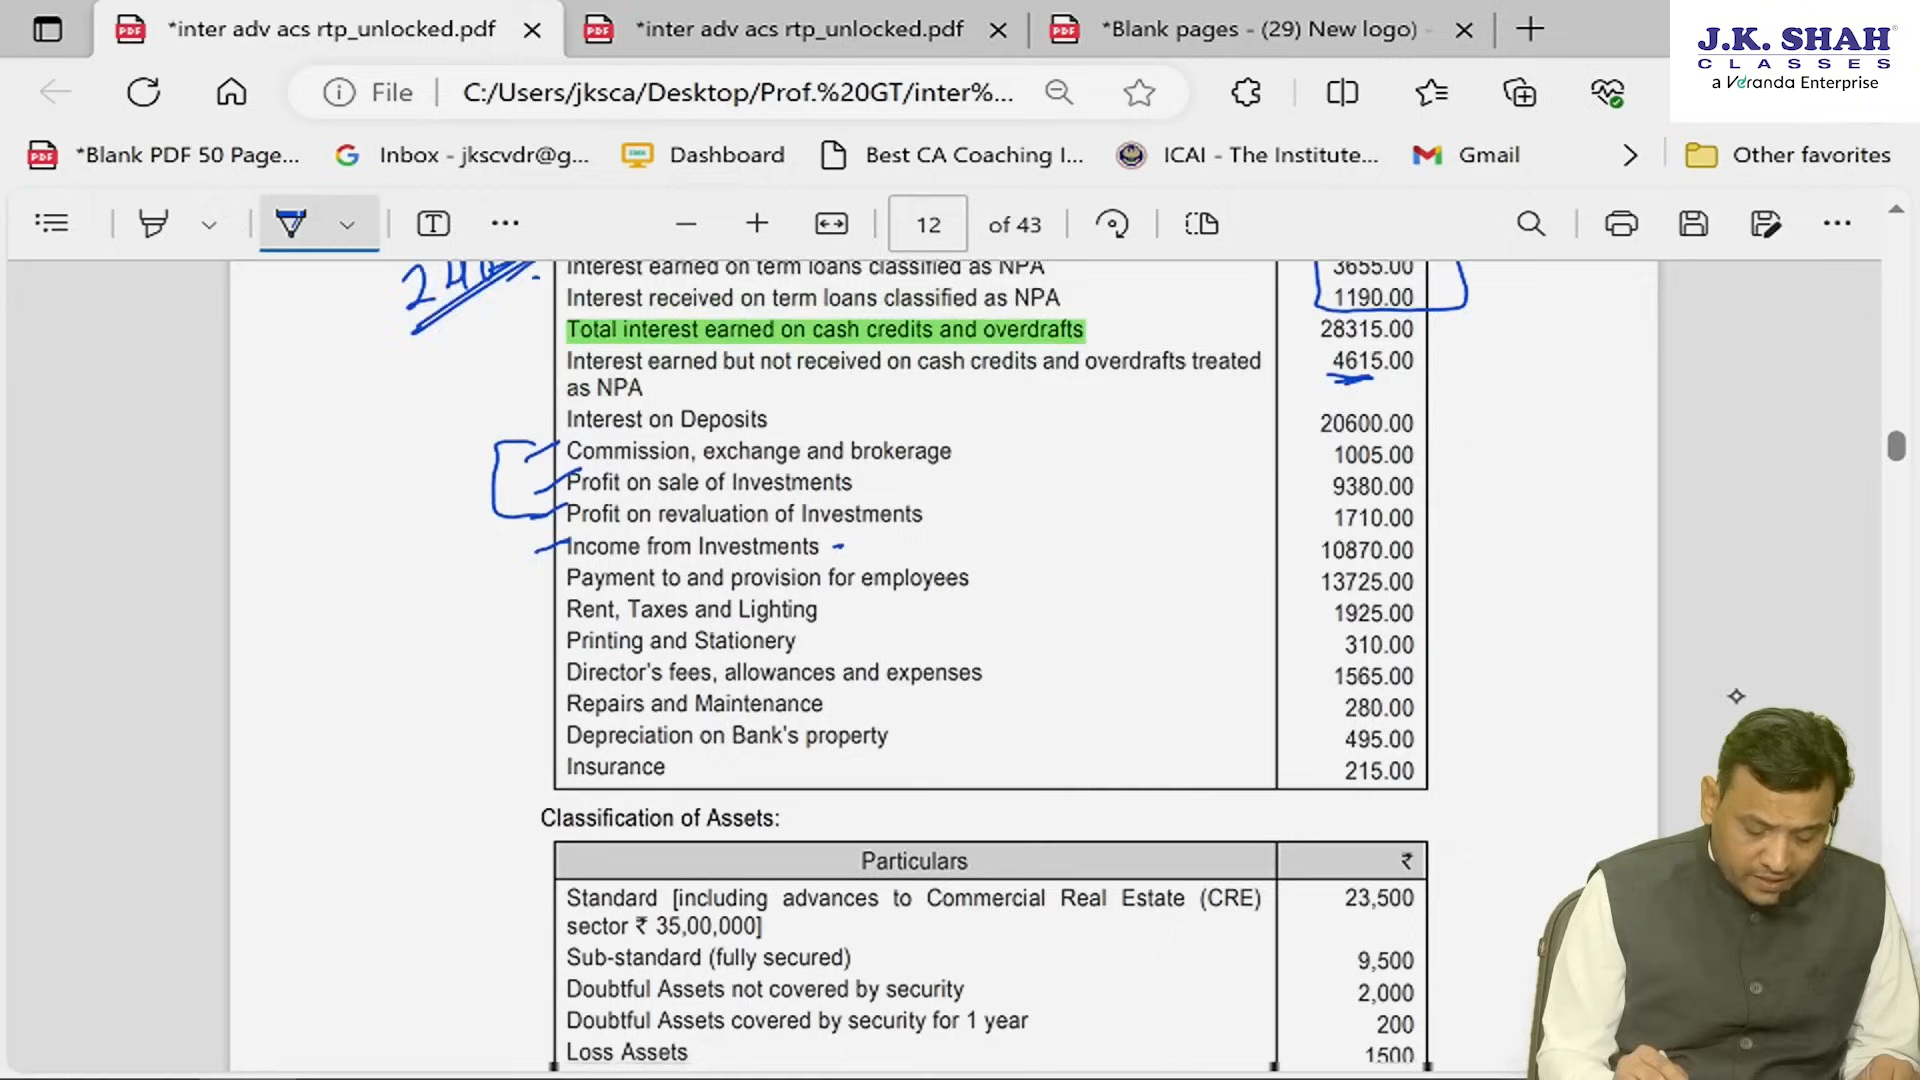 *inter adv acs rtp_unlocked.pdf
*inter adv acs rtp_unlocked.pdf
*Blank pages - (29) New logo) -
J.K. SHAH
CLASSES
a Veranda Enterprise
File
C:/Users/jksca/Desktop/Prof.%20GT/inter%...
*Blank PDF 50 Page...
Inbox - jkscvdr@g...
Dashboard
Best CA Coaching I...
ICAI - The Institute...
Gmail
Other favorites
12 of 43
Interest earned on term loans classified as NPA 3655.00
Interest received on term loans classified as NPA 1190.00
Total interest earned on cash credits and overdrafts 28315.00
Interest earned but not received on cash credits and overdrafts treated 4615.00
as NPA
Interest on Deposits 20600.00
Commission, exchange and brokerage 1005.00
Profit on sale of Investments 9380.00
Profit on revaluation of Investments 1710.00
Income from Investments 10870.00
Payment to and provision for employees 13725.00
Rent, Taxes and Lighting 1925.00
Printing and Stationery 310.00
Director's fees, allowances and expenses 1565.00
Repairs and Maintenance 280.00
Depreciation on Bank's property 495.00
Insurance 215.00
Classification of Assets:
Particulars ₹
Standard [including advances to Commercial Real Estate (CRE) 23,500
sector ₹ 35,00,000]
Sub-standard (fully secured) 9,500
Doubtful Assets not covered by security 2,000
Doubtful Assets covered by security for 1 year 200
Loss Assets 1500